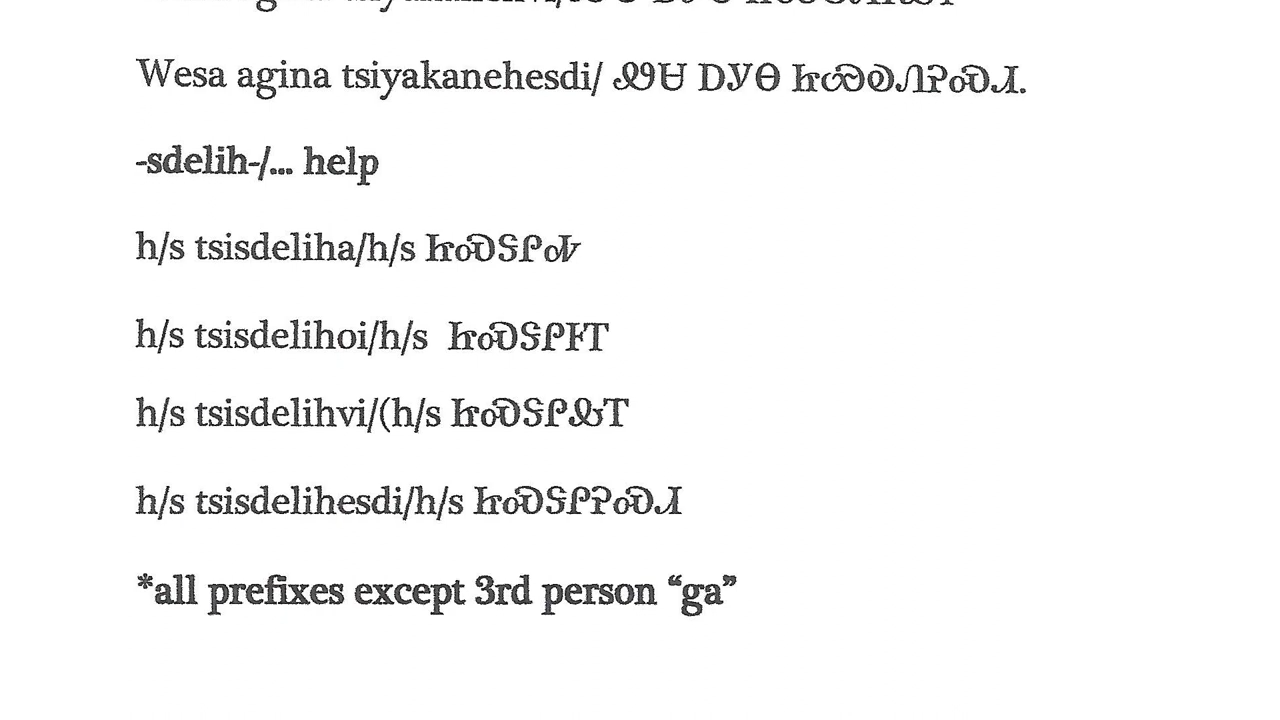 Wesa agina tsiyakanehesdi/ ᏪᏌ ᎠᎩᎾ ᏥᏯᎧᏁᎮᏍᏗ.
-sdelih-/... help
h/s tsisdeliha/h/s ᏥᏍᏕᎵᎭ
h/s tsisdelihoi/h/s ᏥᏍᏕᎵᎰᎢ
h/s tsisdelihvi/(h/s ᏥᏍᏕᎵᎲᎢ
h/s tsisdelihesdi/h/s ᏥᏍᏕᎵᎮᏍᏗ
*all prefixes except 3rd person “ga”